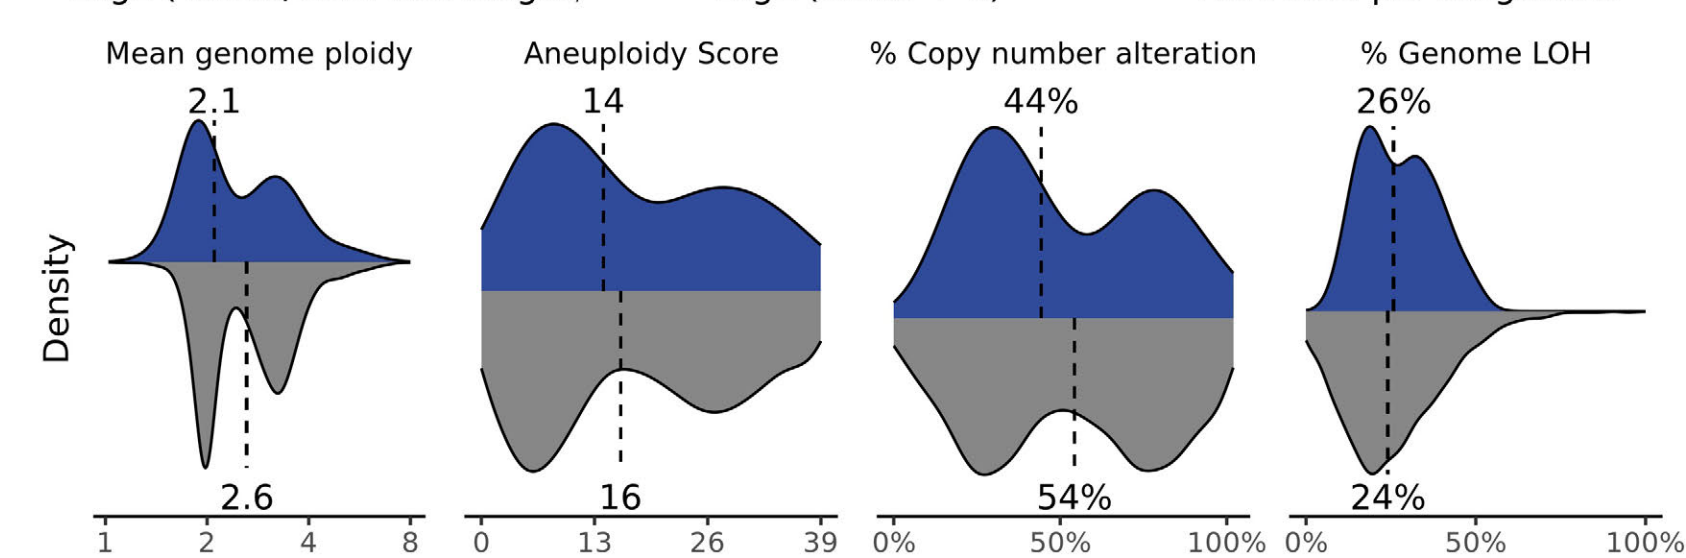 Mean genome ploidy Aneuploidy Score % Copy number alteration % Genome LOH
2.1 14 44% 26%
Density
2.6 16 54% 24%
1 2 4 8 0 13 26 39 0% 50% 100% 0% 50% 100%